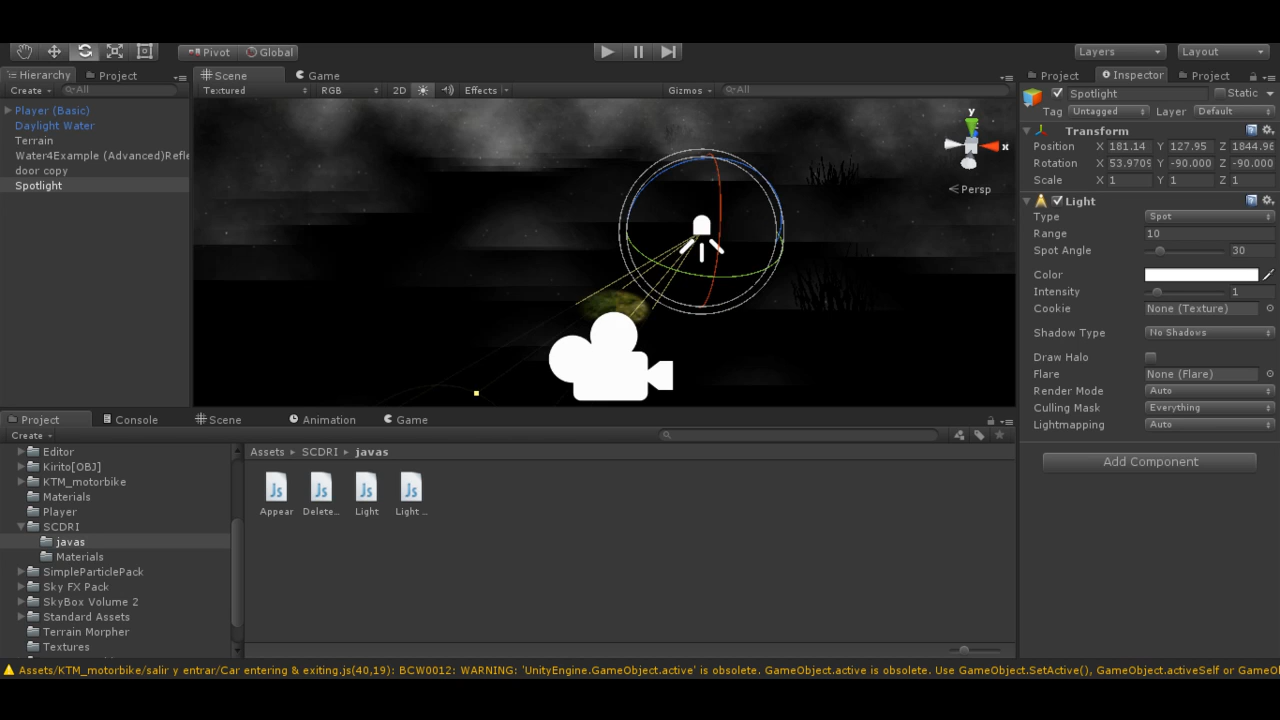 Pivot Global Layers Layout
Hierarchy Project Scene Game Project Inspector Project
Create All Textured RGB 2D Effects Gizmos All
Spotlight Static
Tag Untagged Layer Default
Player (Basic)
Daylight Water
Terrain
Water4Example (Advanced)Refle
door copy
Spotlight
y
x
Persp
Transform
Position X 181.14 Y 127.95 Z 1844.96
Rotation X 53.9709 Y -90.000 Z -90.000
Scale X 1 Y 1 Z 1
Light
Type Spot
Range 10
Spot Angle 30
Color
Intensity 1
Cookie None (Texture)
Shadow Type No Shadows
Draw Halo
Flare None (Flare)
Render Mode Auto
Culling Mask Everything
Lightmapping Auto
Add Component
Project Console Scene Animation Game
Create
Editor
Kirito[OBJ]
KTM_motorbike
Materials
Player
SCDRI
javas
Materials
SimpleParticlePack
Sky FX Pack
SkyBox Volume 2
Standard Assets
Terrain Morpher
Textures
Assets SCDRI javas
Js Js Js Js
Appear Delete... Light Light ...
Assets/KTM_motorbike/salir y entrar/Car entering & exiting.js(40,19): BCW0012: WARNING: 'UnityEngine.GameObject.active' is obsolete. GameObject.active is obsolete. Use GameObject.SetActive(), GameObject.activeSelf or GameOb